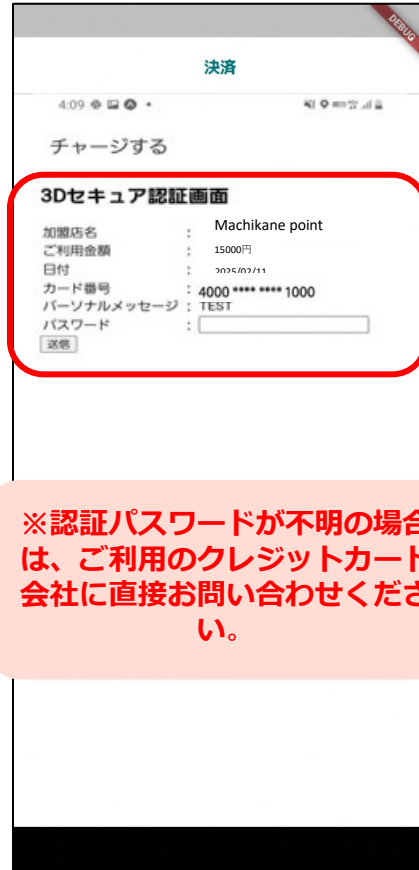 DEBUG
決済
4:09
チャージする
3Dセキュア認証画面
加盟店名 : Machikane point
ご利用金額 : 15000円
日付 : 2025/02/11
カード番号 : 4000 **** **** 1000
パーソナルメッセージ : TEST
パスワード :
送信
※認証パスワードが不明の場合
は、ご利用のクレジットカード
会社に直接お問い合わせくださ
い。